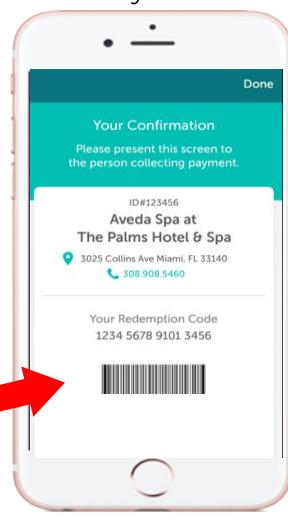 Done
Your Confirmation
Please present this screen to
the person collecting payment.
ID#123456
Aveda Spa at
The Palms Hotel & Spa
3025 Collins Ave Miami, FL 33140
308.908.5460
Your Redemption Code
1234 5678 9101 3456